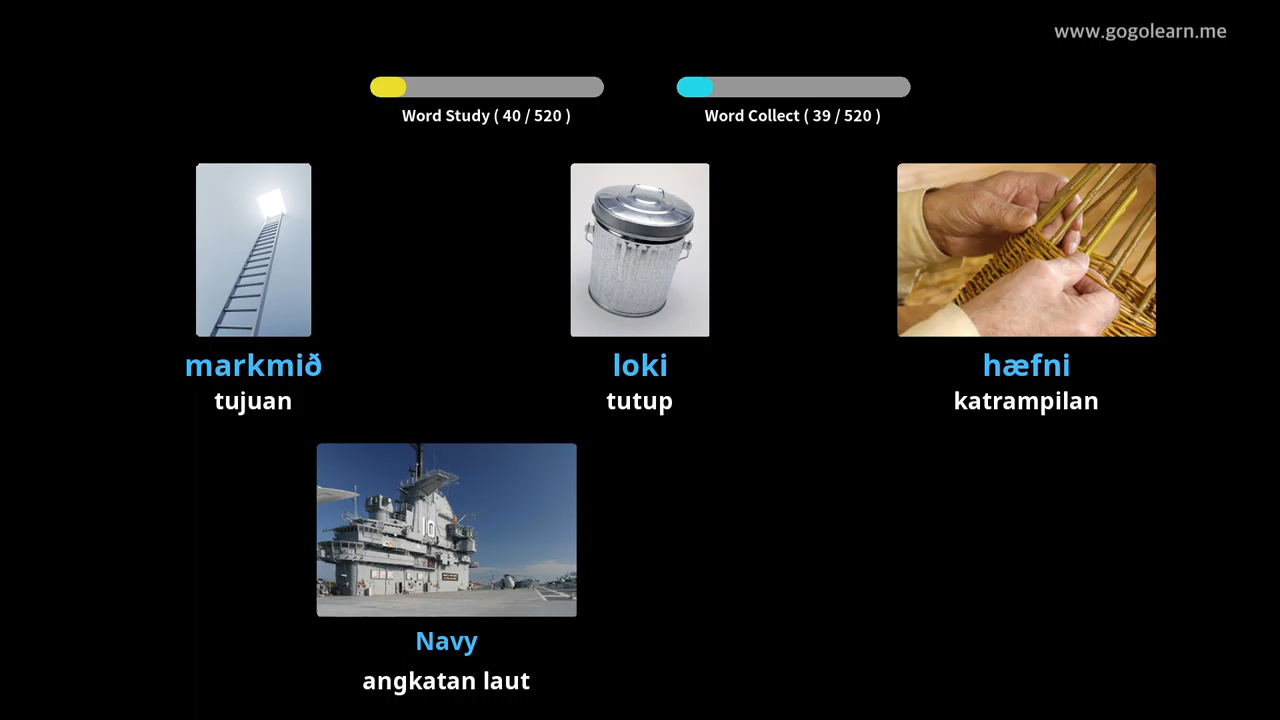 www.gogolearn.me
Word Study ( 40 / 520 )
Word Collect ( 39 / 520 )
markmið
tujuan
loki
tutup
hæfni
katrampilan
10
Navy
angkatan laut